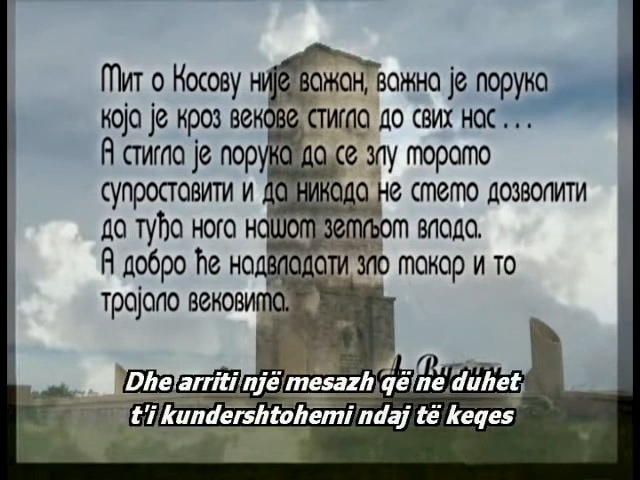 Мит о Косову није важан, важна је порука
која је кроз векове стигла до свих нас . . .
А стигла је порука да се злу морамо
супроставити и да никада не смемо дозволити
да туђа нога нашом земљом влада.
А добро ће надвладати зло макар и то
трајало вековима.
Dhe arriti një mesazh që ne duhet
t'i kundershtohemi ndaj të keqes